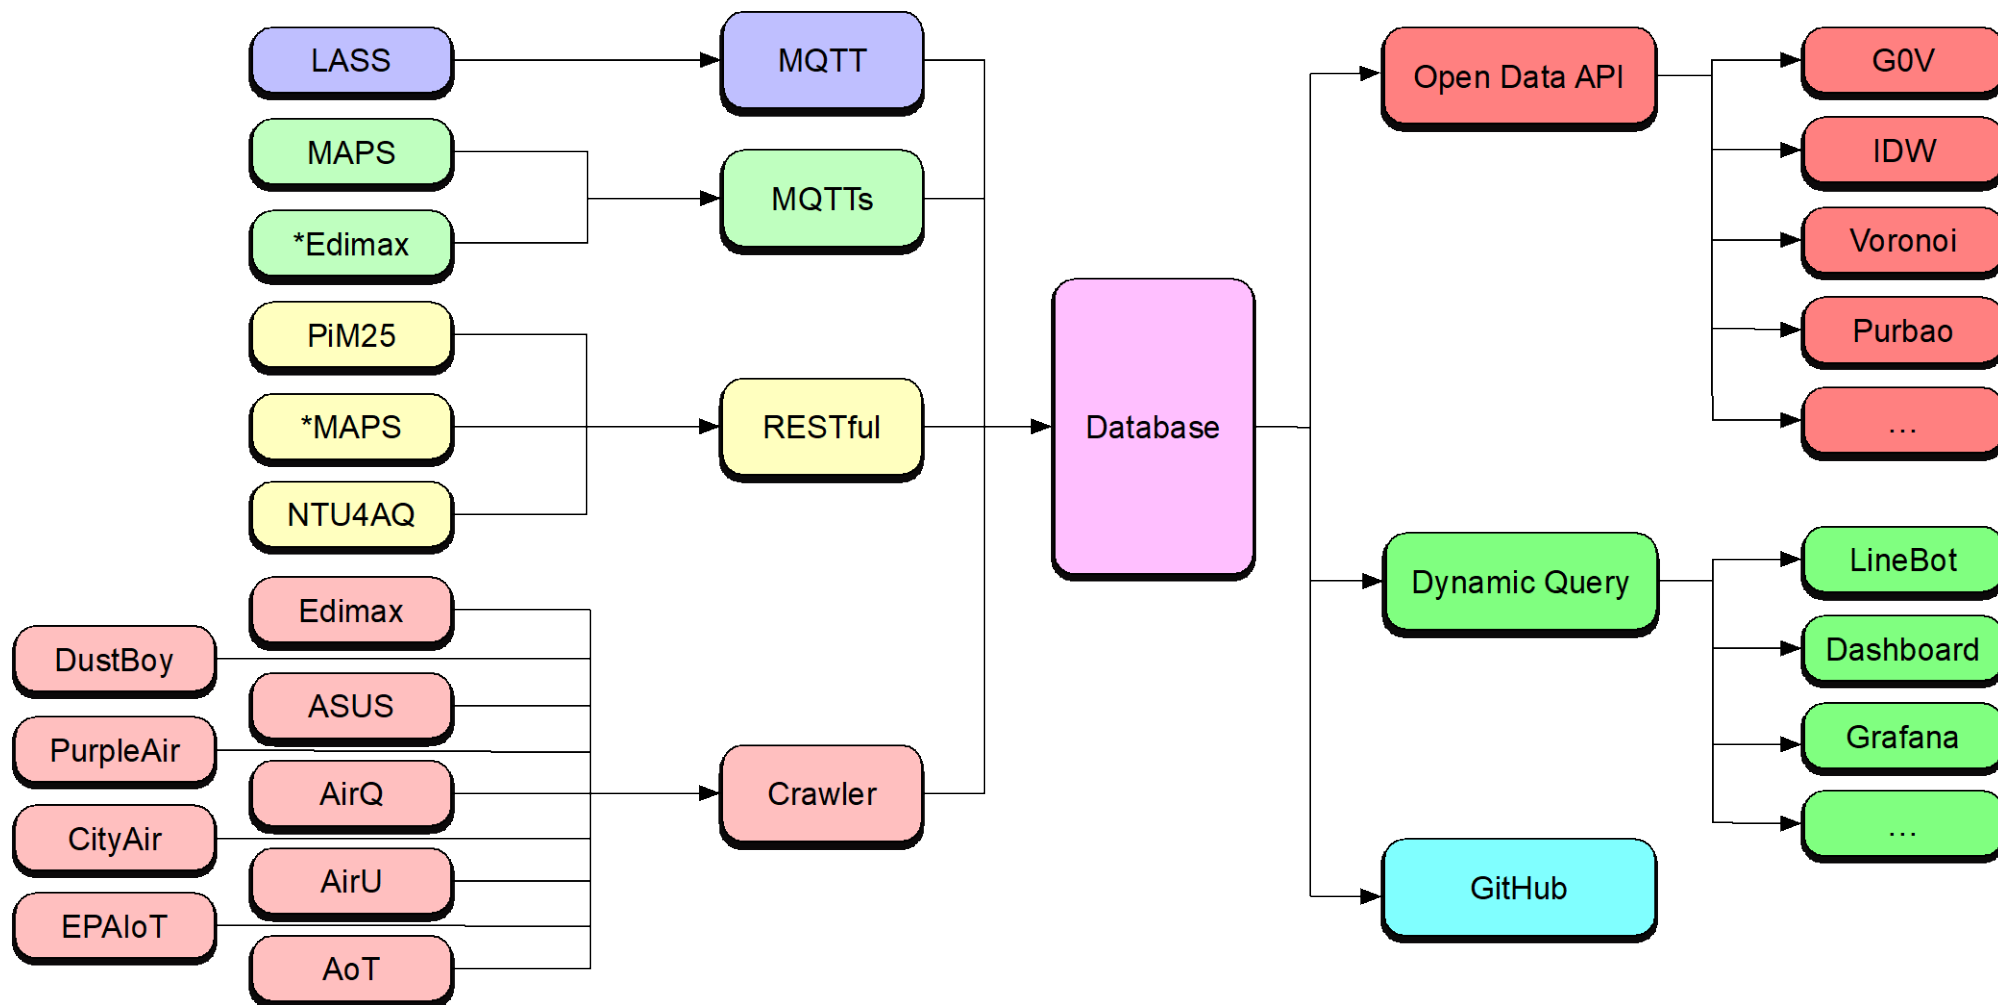 LASS
MAPS
*Edimax
PiM25
*MAPS
NTU4AQ
Edimax
DustBoy
ASUS
PurpleAir
AirQ
CityAir
AirU
EPAIoT
AoT
MQTT
MQTTs
RESTful
Crawler
Database
Open Data API
Dynamic Query
GitHub
G0V
IDW
Voronoi
Purbao
...
LineBot
Dashboard
Grafana
...